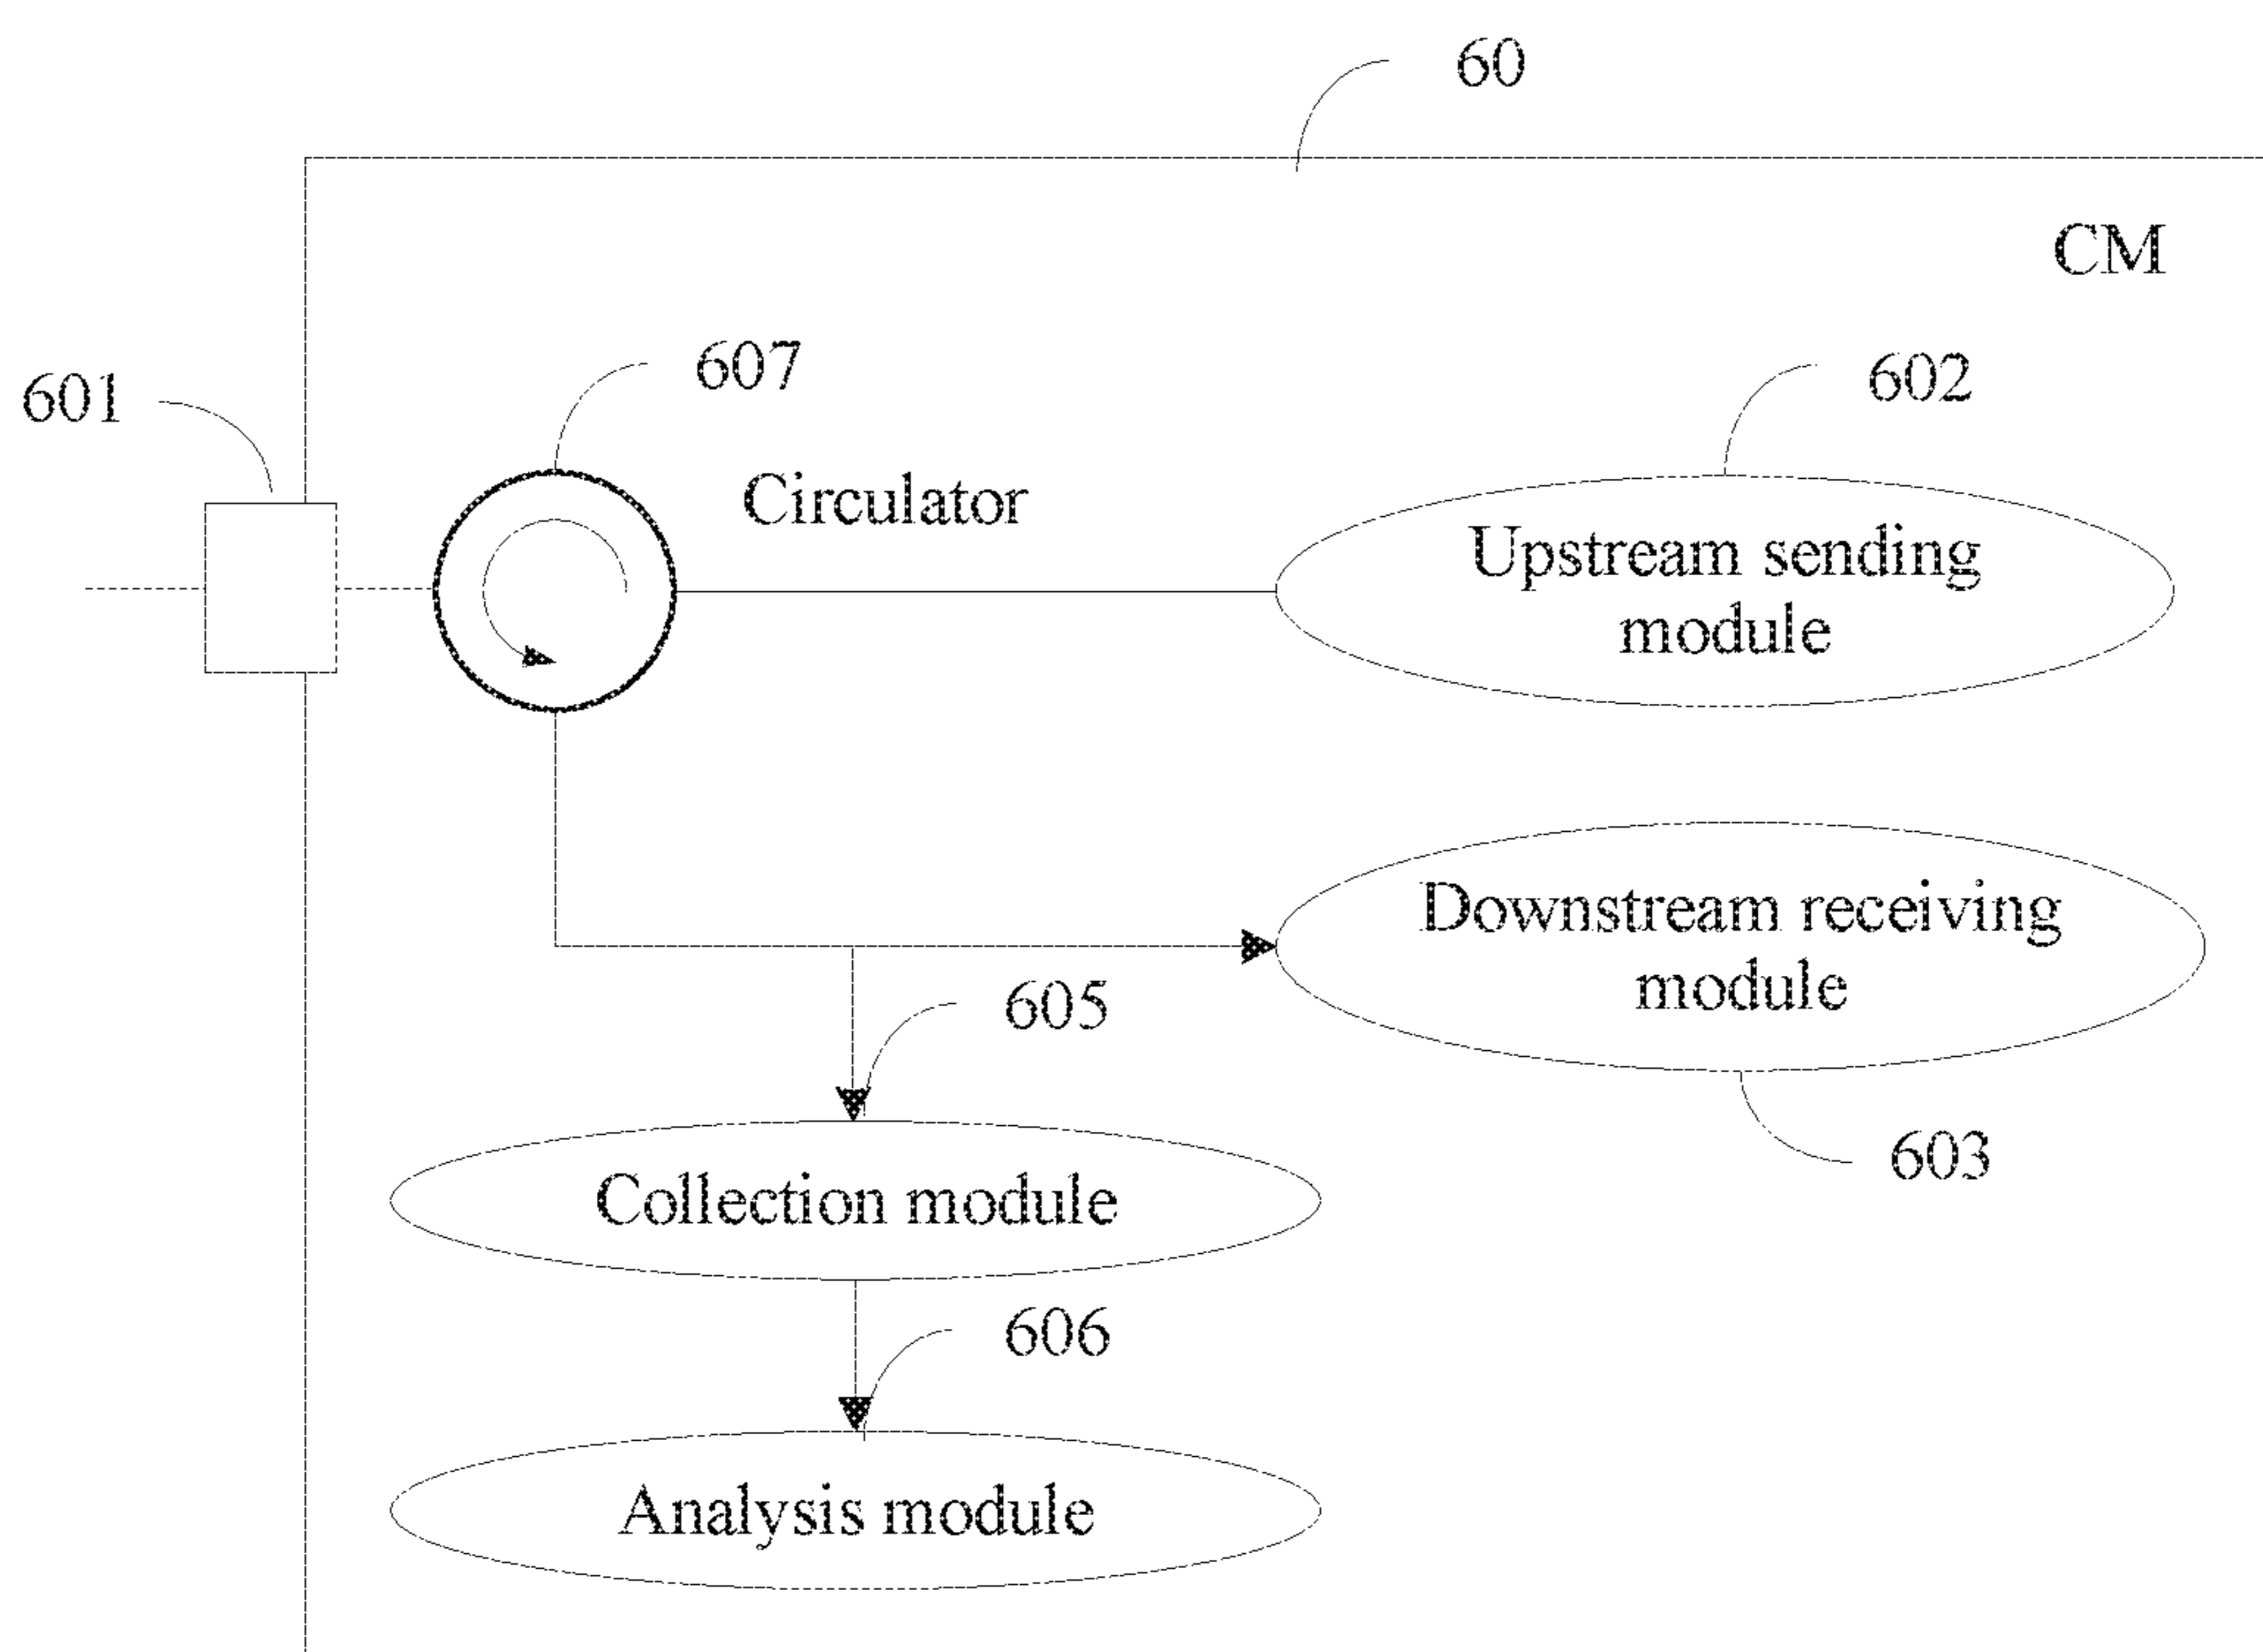 60
CM
607
602
601
Circulator
Upstream sending
module
Downstream receiving
module
605
603
Collection module
606
Analysis module